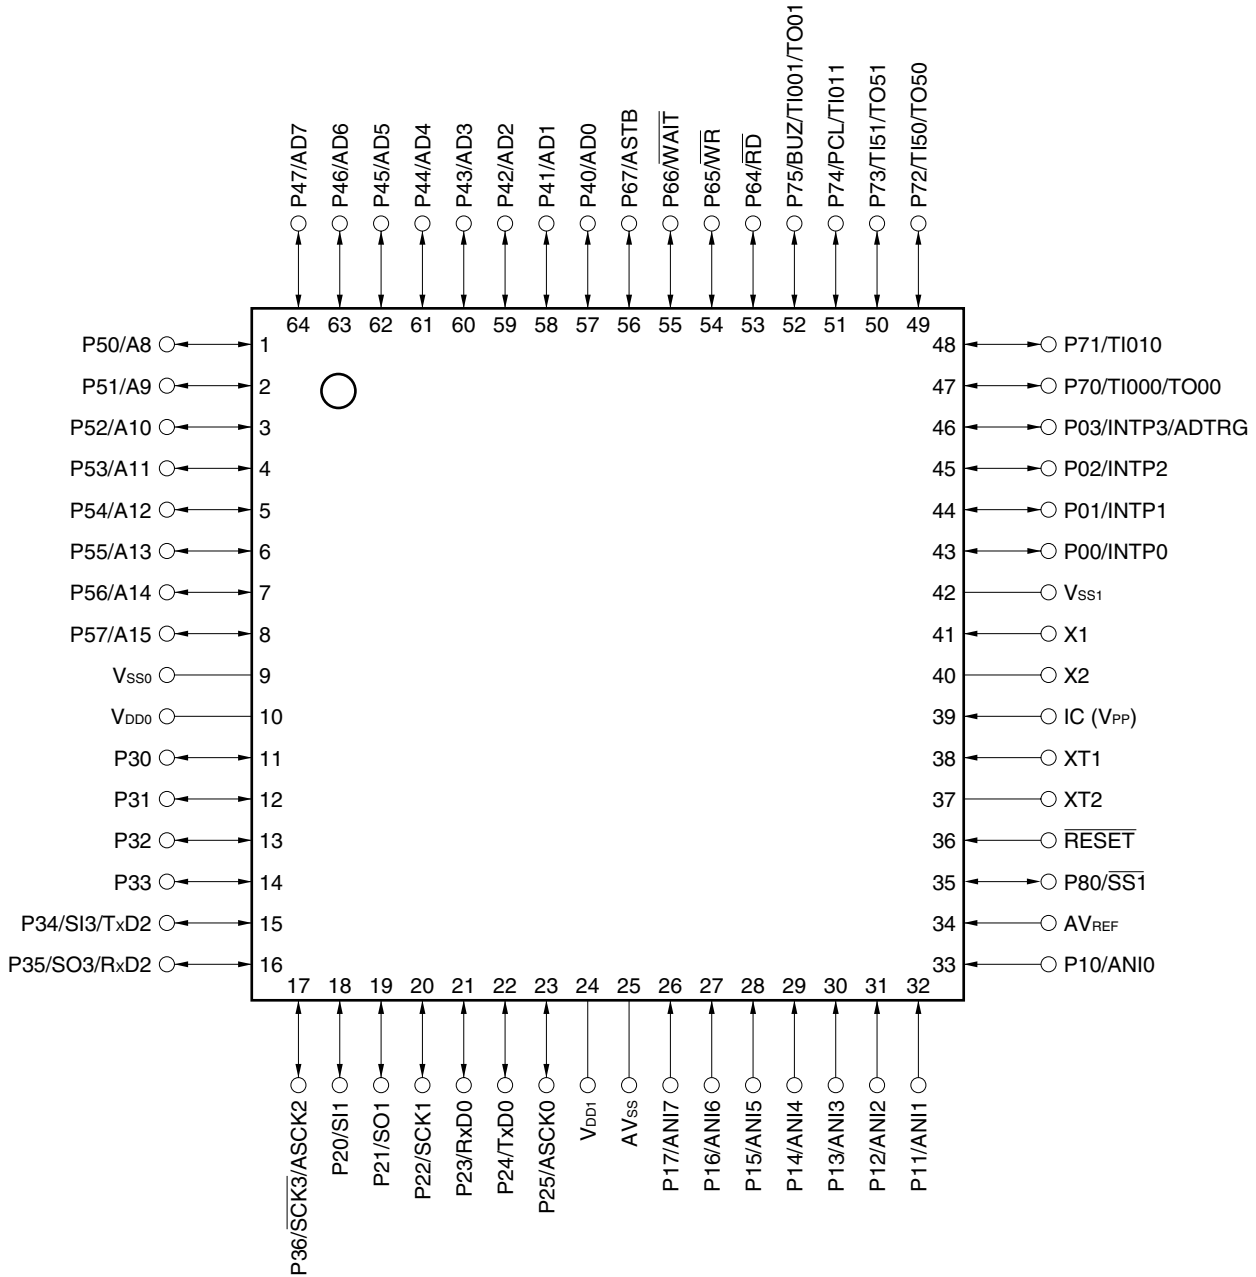 P47/AD7
P46/AD6
P45/AD5
P44/AD4
P43/AD3
P42/AD2
P41/AD1
P40/AD0
P67/ASTB
P66/W̅A̅I̅T̅
P65/W̅R̅
P64/R̅D̅
P75/BUZ/TI001/TO01
P74/PCL/TI011
P73/TI51/TO51
P72/TI50/TO50
64 63 62 61 60 59 58 57 56 55 54 53 52 51 50 49
P50/A8 1
P51/A9 2
P52/A10 3
P53/A11 4
P54/A12 5
P55/A13 6
P56/A14 7
P57/A15 8
VSS0 9
VDD0 10
P30 11
P31 12
P32 13
P33 14
P34/SI3/TxD2 15
P35/SO3/RxD2 16
48 P71/TI010
47 P70/TI000/TO00
46 P03/INTP3/ADTRG
45 P02/INTP2
44 P01/INTP1
43 P00/INTP0
42 VSS1
41 X1
40 X2
39 IC (VPP)
38 XT1
37 XT2
36 R̅E̅S̅E̅T̅
35 P80/S̅S̅1̅
34 AVREF
33 P10/ANI0
17 18 19 20 21 22 23 24 25 26 27 28 29 30 31 32
P36/S̅C̅K̅3̅/ASCK2
P20/SI1
P21/SO1
P22/SCK1
P23/RxD0
P24/TxD0
P25/ASCK0
VDD1
AVSS
P17/ANI7
P16/ANI6
P15/ANI5
P14/ANI4
P13/ANI3
P12/ANI2
P11/ANI1